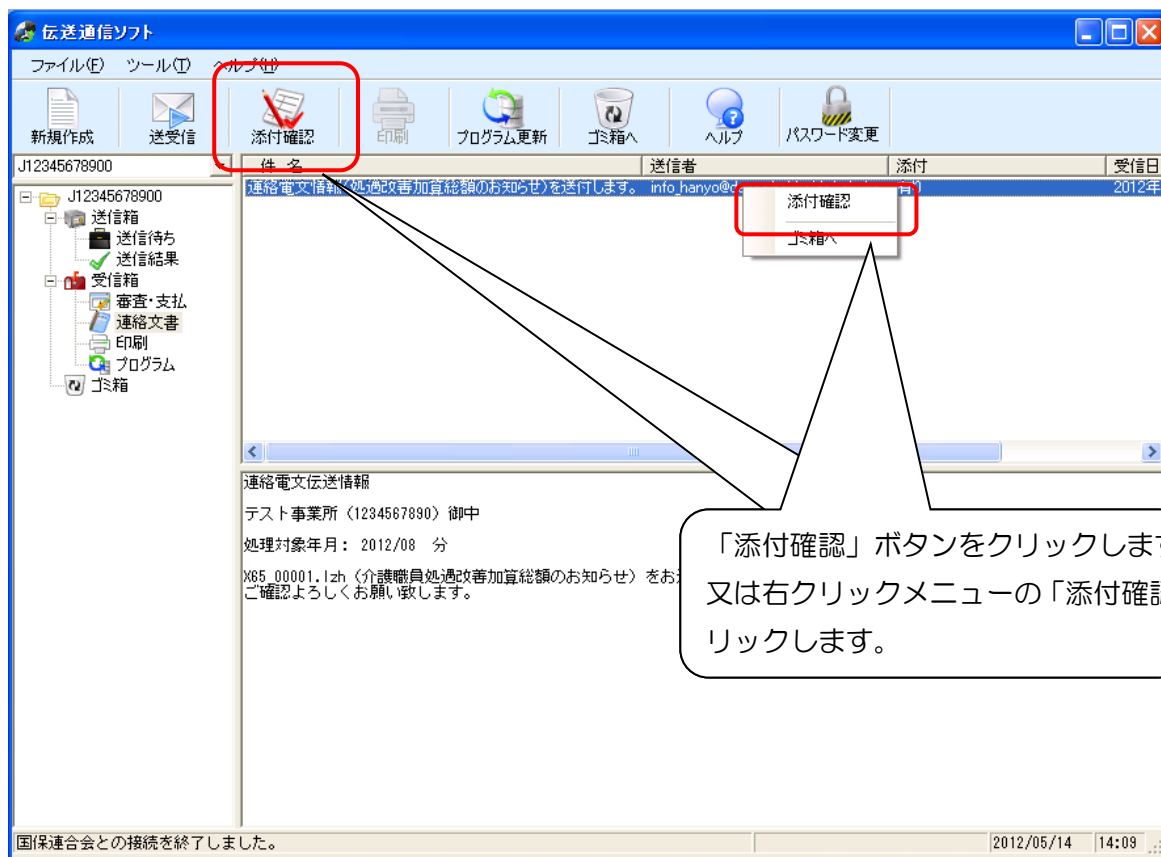 伝送通信ソフト
ファイル(F) ツール(T) ヘルプ(H)
新規作成 送受信 添付確認 印刷 プログラム更新 ゴミ箱へ ヘルプ パスワード変更
J12345678900
件 名 送信者 添付 受信日
連絡電文情報(処遇改善加算総額のお知らせ)を送付します。 info_hanyo@d 有り 2012年
添付確認
ゴミ箱へ
J12345678900
送信箱
送信待ち
送信結果
受信箱
審査・支払
連絡文書
印刷
プログラム
ゴミ箱
連絡電文伝送情報
テスト事業所(1234567890)御中
処理対象年月: 2012/08 分
X65_00001.lzh(介護職員処遇改善加算総額のお知らせ)をお
ご確認よろしくお願い致します。
「添付確認」ボタンをクリックします
又は右クリックメニューの「添付確認
リックします。
国保連合会との接続を終了しました。
2012/05/14 14:09